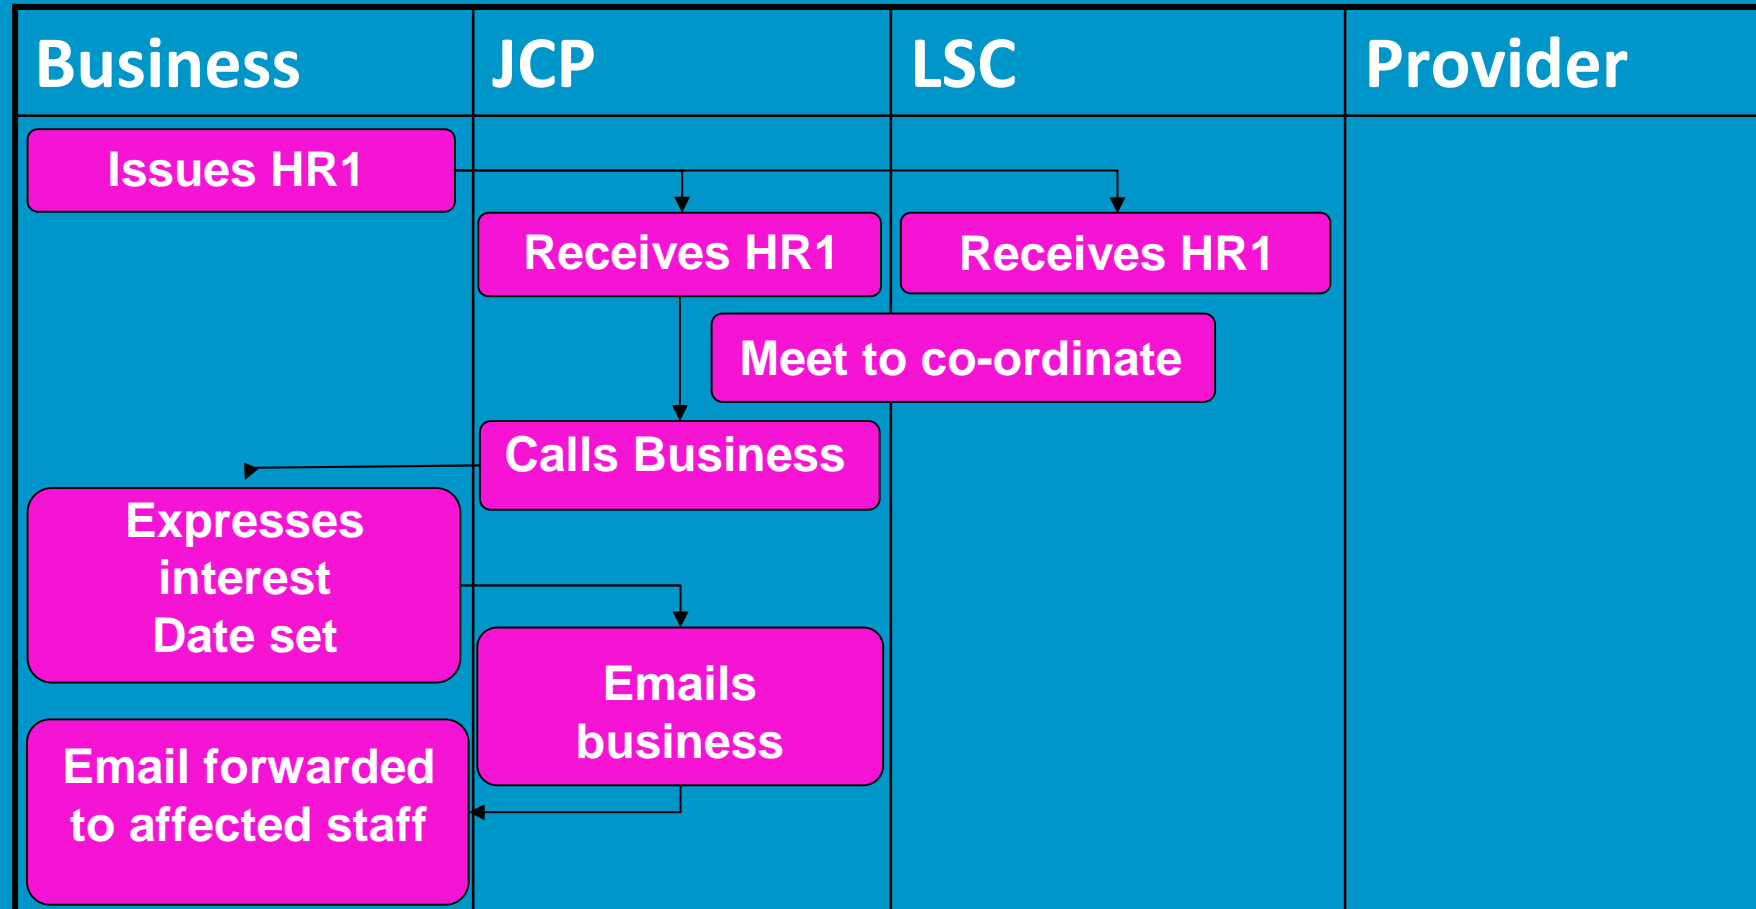 Business
JCP
LSC
Provider
Issues HR1
Receives HR1
Receives HR1
Meet to co-ordinate
Calls Business
Expresses
interest
Date set
Emails
business
Email forwarded
to affected staff